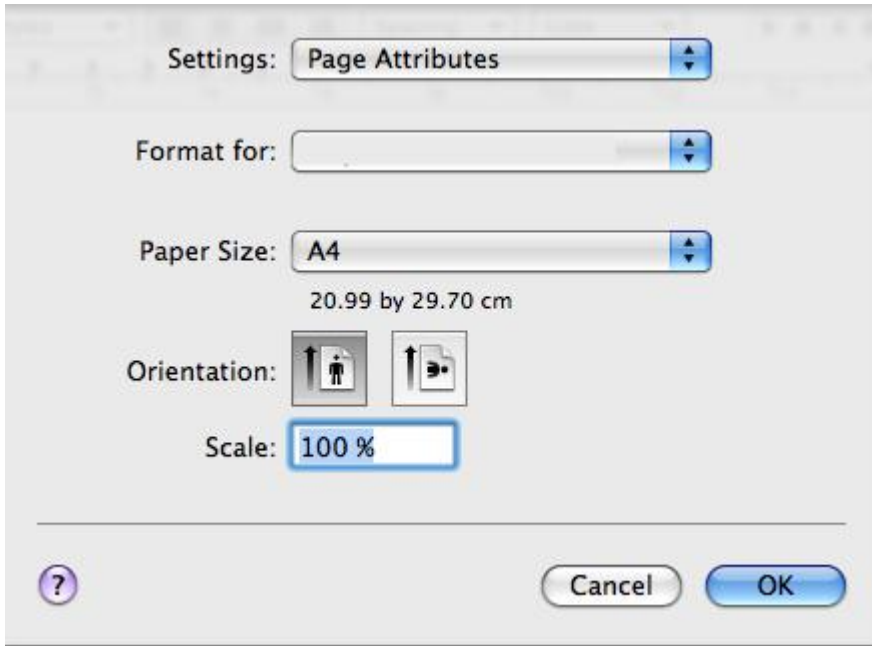 Settings: Page Attributes
Format for:
Paper Size: A4
20.99 by 29.70 cm
Orientation:
Scale: 100 %
? Cancel OK